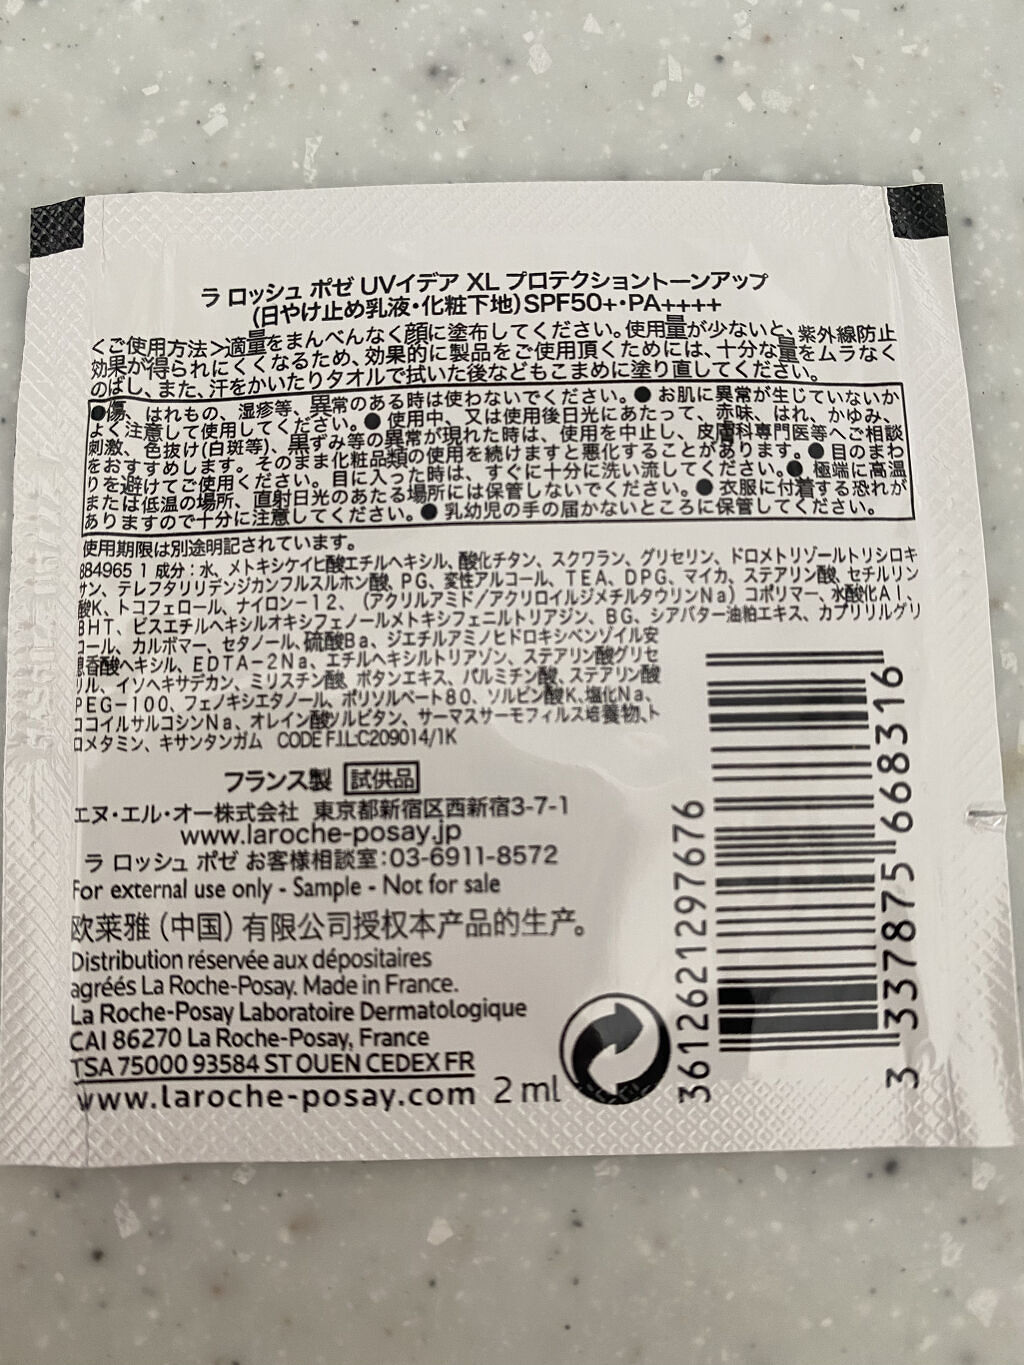 ラ ロッシュ ポゼ UVイデア XL プロテクショントーンアップ
(日やけ止め乳液・化粧下地)SPF50+・PA++++
＜ご使用方法＞適量をまんべんなく顔に塗布してください。使用量が少ないと、紫外線防止
効果が得られにくくなるため、効果的に製品をご使用頂くためには、十分な量をムラなく
のばし、また、汗をかいたりタオルで拭いた後などもこまめに塗り直してください。
●傷、はれもの、湿疹等、異常のある時は使わないでください。● お肌に異常が生じていないか
よく注意して使用してください。● 使用中、又は使用後日光にあたって、赤味、はれ、かゆみ、
刺激、色抜け(白斑等)、黒ずみ等の異常が現れた時は、使用を中止し、皮膚科専門医等へご相談
をおすすめします。そのまま化粧品類の使用を続けますと悪化することがあります。● 目のまわ
りを避けてご使用ください。目に入った時は、すぐに十分に洗い流してください。● 極端に高温
または低温の場所、直射日光のあたる場所には保管しないでください。● 衣服に付着する恐れが
ありますので十分に注意してください。● 乳幼児の手の届かないところに保管してください。
使用期限は別途明記されています。
884965 1 成分：水、メトキシケイヒ酸エチルヘキシル、酸化チタン、スクワラン、グリセリン、ドロメトリゾールトリシロキ
サン、テレフタリリデンジカンフルスルホン酸、PG、変性アルコール、TEA、DPG、マイカ、ステアリン酸、セチルリン
酸K、トコフェロール、ナイロン－12、（アクリルアミド/アクリロイルジメチルタウリンNa）コポリマー、水酸化Al、
BHT、ビスエチルヘキシルオキシフェノールメトキシフェニルトリアジン、BG、シアバター油粕エキス、カプリリルグリ
コール、カルボマー、セタノール、硫酸Ba、ジエチルアミノヒドロキシベンゾイル安
息香酸ヘキシル、EDTA－2Na、エチルヘキシルトリアゾン、ステアリン酸グリセ
リル、イソヘキサデカン、ミリスチン酸、ボタンエキス、パルミチン酸、ステアリン酸
PEG－100、フェノキシエタノール、ポリソルベート80、ソルビン酸K、塩化Na、
ココイルサルコシンNa、オレイン酸ソルビタン、サーマスサーモフィルス培養物、ト
ロメタミン、キサンタンガム CODE F.I.L:C209014/1K
フランス製 試供品
エヌ・エル・オー株式会社 東京都新宿区西新宿3-7-1
www.laroche-posay.jp
ラ ロッシュ ポゼ お客様相談室:03-6911-8572
For external use only - Sample - Not for sale
欧莱雅（中国）有限公司授权本产品的生产。
Distribution réservée aux dépositaires
agréés La Roche-Posay. Made in France.
La Roche-Posay Laboratoire Dermatologique
CAI 86270 La Roche-Posay, France
TSA 75000 93584 ST OUEN CEDEX FR
www.laroche-posay.com 2 ml
3612621297676
3337875668316